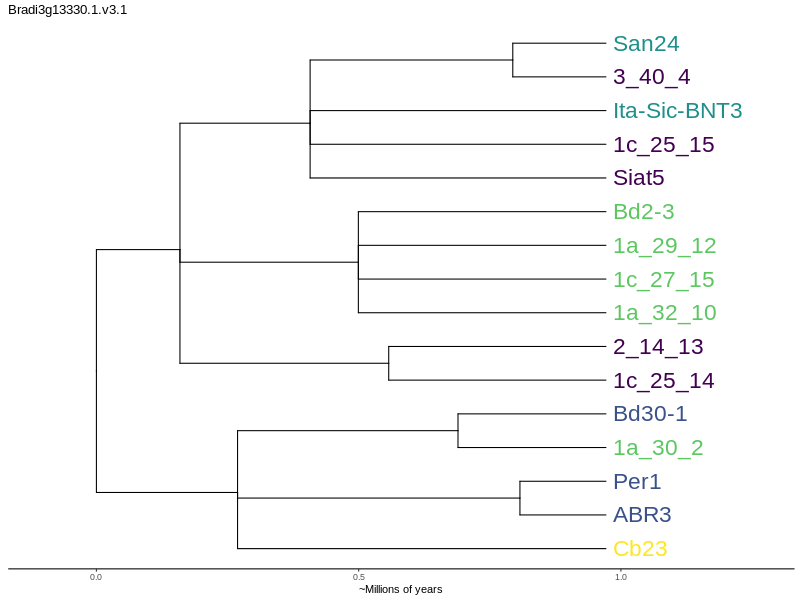 Bradi3g13330.1.v3.1
San24
3_40_4
Ita-Sic-BNT3
1c_25_15
Siat5
Bd2-3
1a_29_12
1c_27_15
1a_32_10
2_14_13
1c_25_14
Bd30-1
1a_30_2
Per1
ABR3
Cb23
0.0 0.5 1.0
~Millions of years